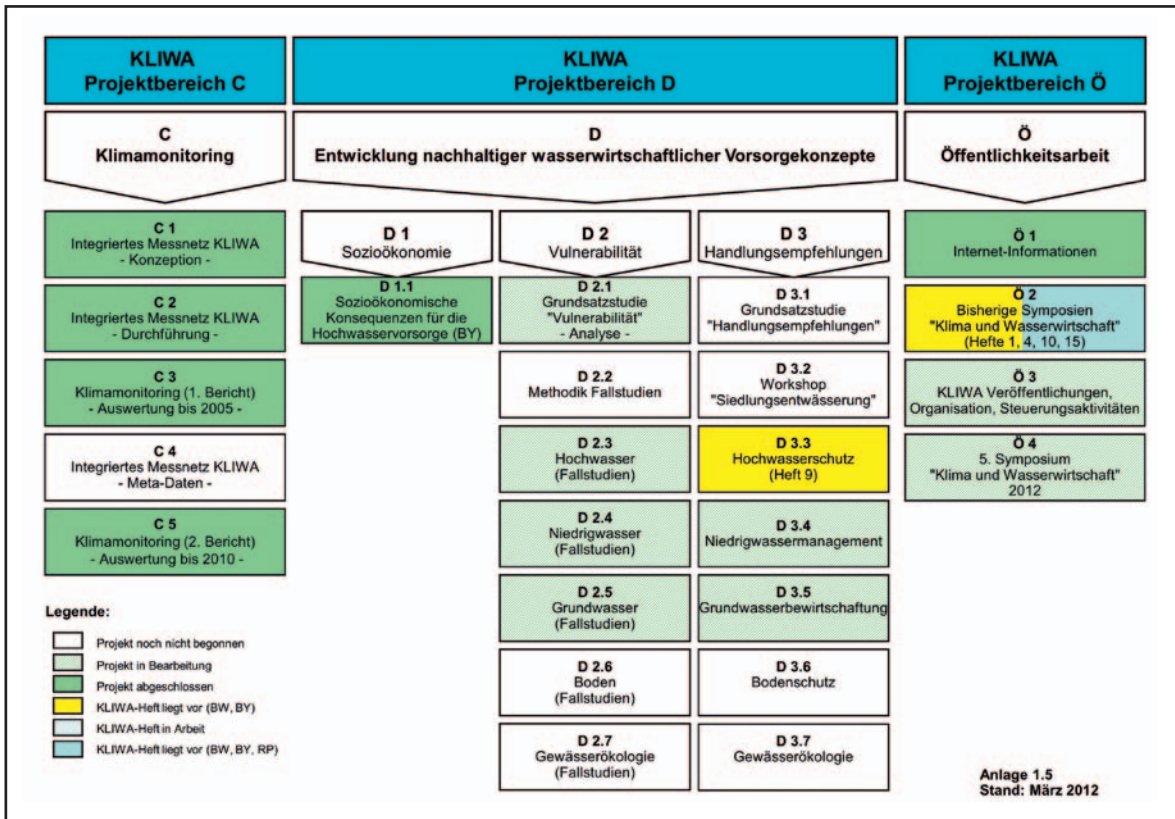 KLIWA
Projektbereich C
KLIWA
Projektbereich D
KLIWA
Projektbereich Ö
C
Klimamonitoring
D
Entwicklung nachhaltiger wasserwirtschaftlicher Vorsorgekonzepte
Ö
Öffentlichkeitsarbeit
C 1
Integriertes Messnetz KLIWA
- Konzeption -
C 2
Integriertes Messnetz KLIWA
- Durchführung -
C 3
Klimamonitoring (1. Bericht)
- Auswertung bis 2005 -
C 4
Integriertes Messnetz KLIWA
- Meta-Daten -
C 5
Klimamonitoring (2. Bericht)
- Auswertung bis 2010 -
D 1
Sozioökonomie
D 1.1
Sozioökonomische
Konsequenzen für die
Hochwasservorsorge (BY)
D 2
Vulnerabilität
D 2.1
Grundsatzstudie
"Vulnerabilität"
- Analyse -
D 2.2
Methodik Fallstudien
D 2.3
Hochwasser
(Fallstudien)
D 2.4
Niedrigwasser
(Fallstudien)
D 2.5
Grundwasser
(Fallstudien)
D 2.6
Boden
(Fallstudien)
D 2.7
Gewässerökologie
(Fallstudien)
D 3
Handlungsempfehlungen
D 3.1
Grundsatzstudie
"Handlungsempfehlungen"
D 3.2
Workshop
"Siedlungsentwässerung"
D 3.3
Hochwasserschutz
(Heft 9)
D 3.4
Niedrigwassermanagement
D 3.5
Grundwasserbewirtschaftung
D 3.6
Bodenschutz
D 3.7
Gewässerökologie
Ö 1
Internet-Informationen
Ö 2
Bisherige Symposien
"Klima und Wasserwirtschaft"
(Hefte 1, 4, 10, 15)
Ö 3
KLIWA Veröffentlichungen,
Organisation, Steuerungsaktivitäten
Ö 4
5. Symposium
"Klima und Wasserwirtschaft"
2012
Legende:
Projekt noch nicht begonnen
Projekt in Bearbeitung
Projekt abgeschlossen
KLIWA-Heft liegt vor (BW, BY)
KLIWA-Heft in Arbeit
KLIWA-Heft liegt vor (BW, BY, RP)
Anlage 1.5
Stand: März 2012